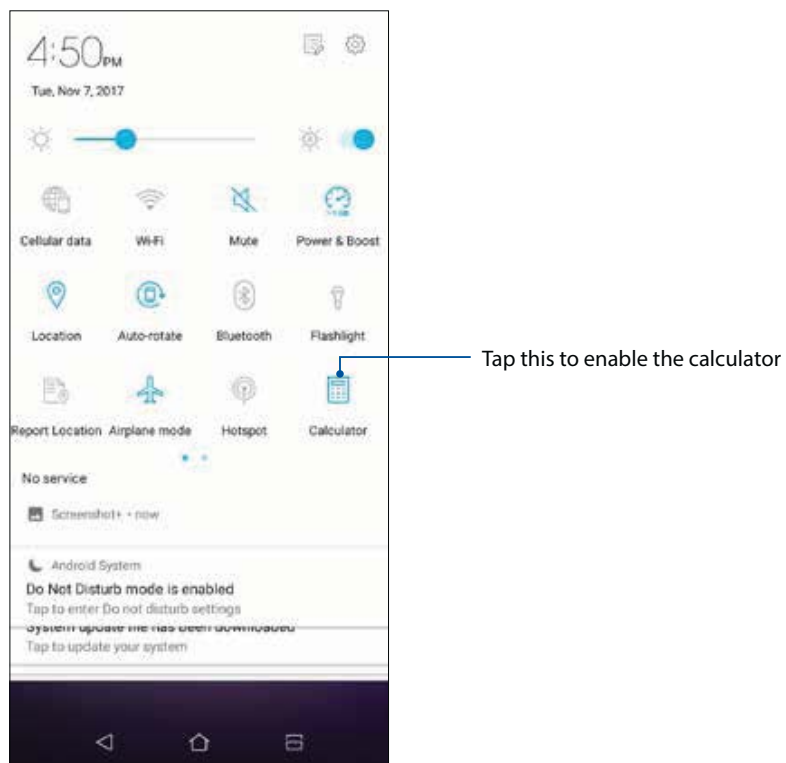 4:50PM
Tue, Nov 7, 2017
Cellular data Wi-Fi Mute Power & Boost
Location Auto-rotate Bluetooth Flashlight
Tap this to enable the calculator
Report Location Airplane mode Hotspot Calculator
No service
Screenshot+ • now
Android System
Do Not Disturb mode is enabled
Tap to enter Do not disturb settings
System update file has been downloaded
Tap to update your system